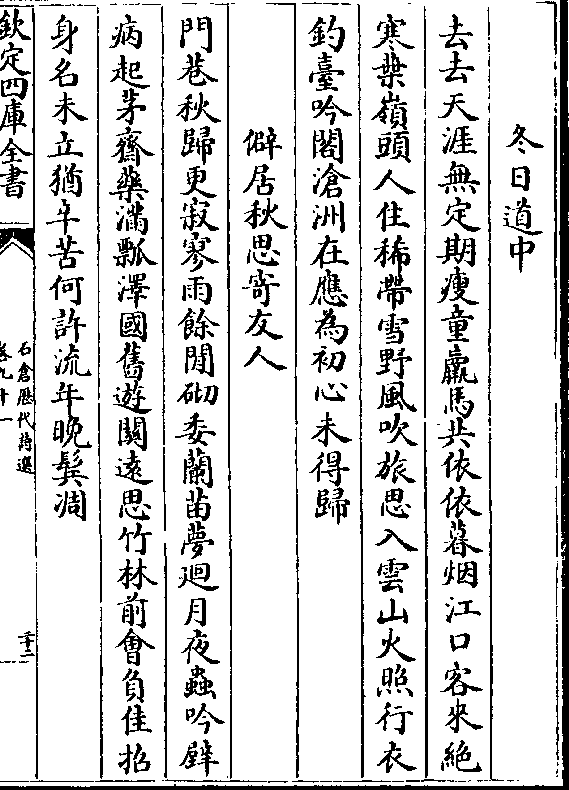 冬日道中
去去天涯無定期瘦童羸馬共依依暮烟江口客來絶
寒葉嶺頭人住稀帶雪野風吹旅思入雲山火照行衣
釣臺吟閣滄洲在應為初心未得歸
僻居秋思寄友人
門巷秋歸更寂寥雨餘閒砌委蘭苗夢廻月夜蟲吟壁
病起茅齋藥滿瓢澤國舊遊關遠思竹林前會負佳招
身名未立猶辛苦何許流年晚鬂凋
欽定四庫全書
石倉歴代詩選
卷九十一
三十二